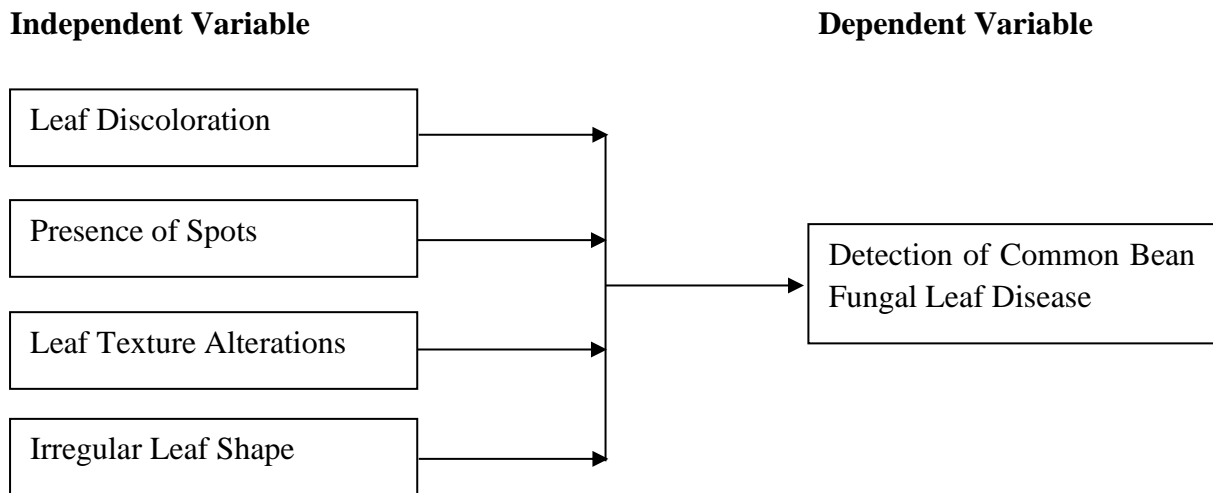 Independent Variable
Dependent Variable
Leaf Discoloration
Presence of Spots
Leaf Texture Alterations
Irregular Leaf Shape
Detection of Common Bean
Fungal Leaf Disease